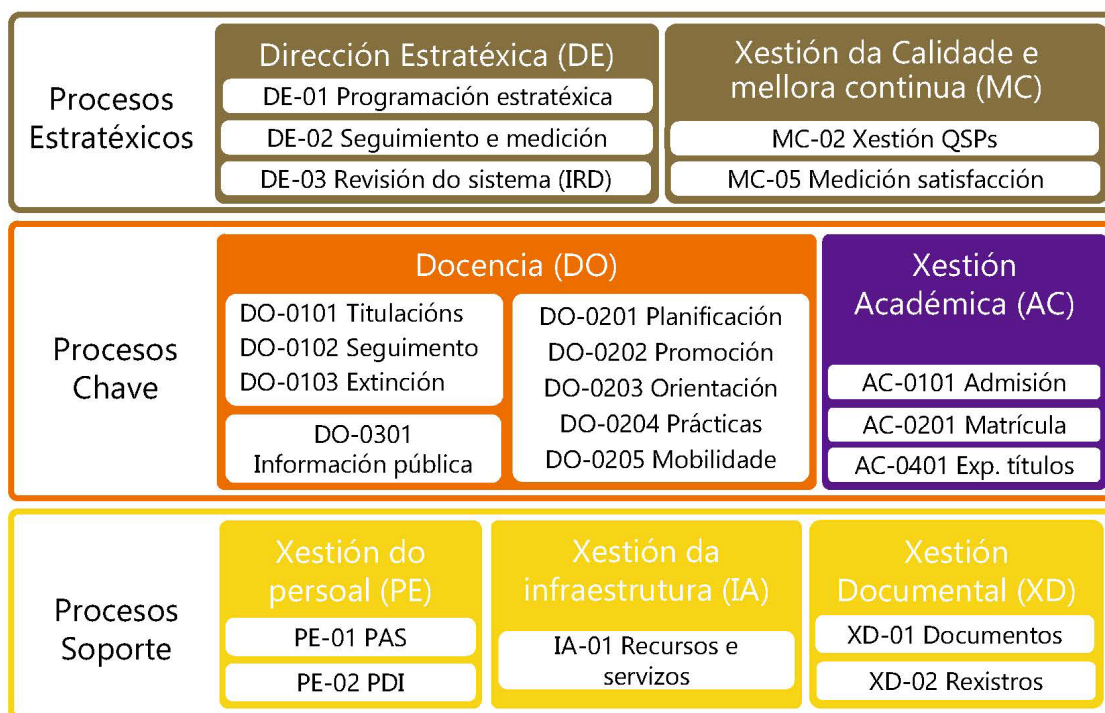 Procesos
Estratéxicos
Dirección Estratéxica (DE)
DE-01 Programación estratéxica
DE-02 Seguimiento e medición
DE-03 Revisión do sistema (IRD)
Xestión da Calidade e
mellora continua (MC)
MC-02 Xestión QSPs
MC-05 Medición satisfacción
Procesos
Chave
Docencia (DO)
DO-0101 Titulacións
DO-0102 Seguimento
DO-0103 Extinción
DO-0301
Información pública
DO-0201 Planificación
DO-0202 Promoción
DO-0203 Orientación
DO-0204 Prácticas
DO-0205 Mobilidade
Xestión
Académica (AC)
AC-0101 Admisión
AC-0201 Matrícula
AC-0401 Exp. títulos
Procesos
Soporte
Xestión do
persoal (PE)
PE-01 PAS
PE-02 PDI
Xestión da
infraestrutura (IA)
IA-01 Recursos e
servizos
Xestión
Documental (XD)
XD-01 Documentos
XD-02 Rexistros